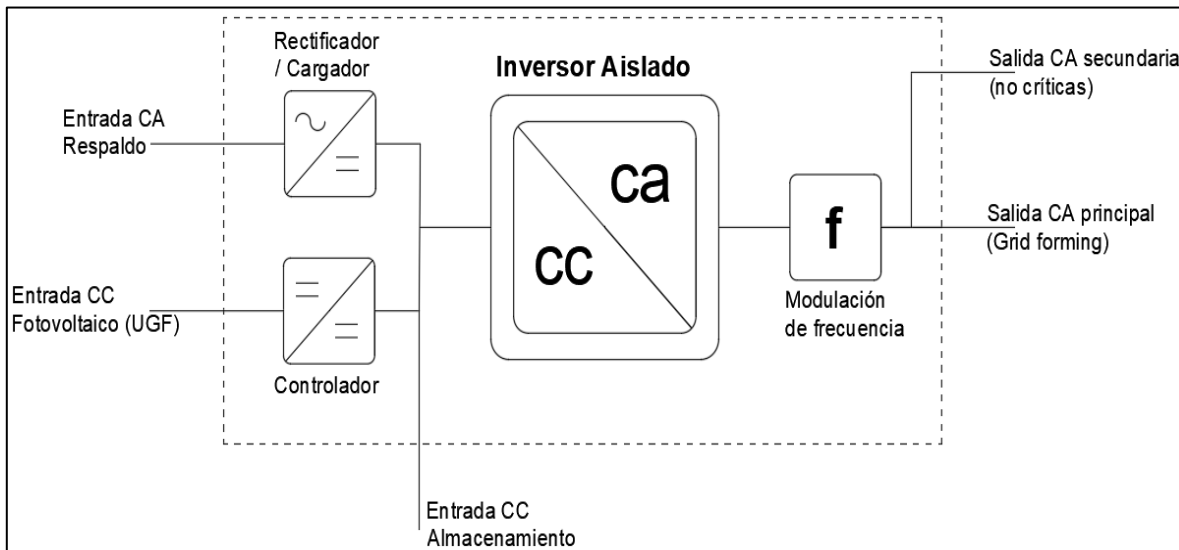 Rectificador
/ Cargador
Inversor Aislado
Salida CA secundaria
(no críticas)
Entrada CA
Respaldo
ca
cc
f
Salida CA principal
(Grid forming)
Entrada CC
Fotovoltaico (UGF)
Modulación
de frecuencia
Controlador
Entrada CC
Almacenamiento